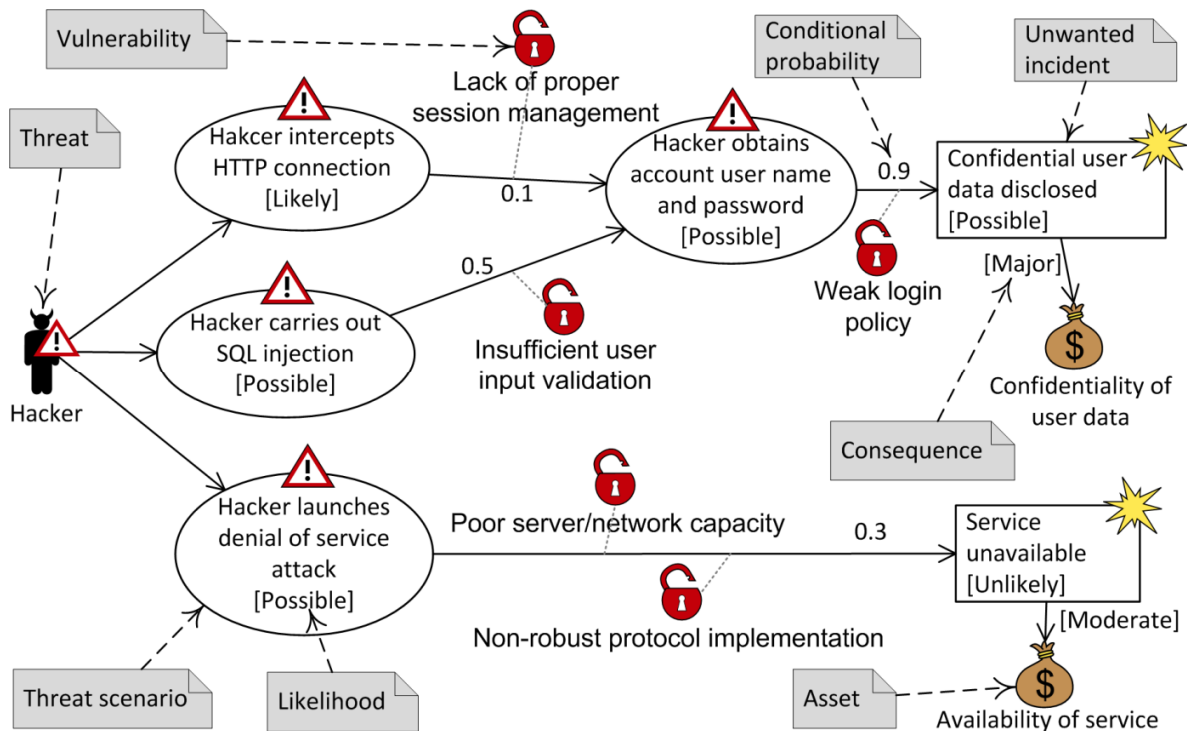 Vulnerability
Lack of proper
session management
Conditional
probability
Unwanted
incident
Threat
Hakcer intercepts
HTTP connection
[Likely]
0.1
Hacker obtains
account user name
and password
[Possible]
0.9
Confidential user
data disclosed
[Possible]
0.5
Weak login
policy
[Major]
Hacker
Hacker carries out
SQL injection
[Possible]
Insufficient user
input validation
$
Confidentiality of
user data
Consequence
Hacker launches
denial of service
attack
[Possible]
Poor server/network capacity
0.3
Non-robust protocol implementation
Service
unavailable
[Unlikely]
[Moderate]
Threat scenario
Likelihood
Asset
$
Availability of service